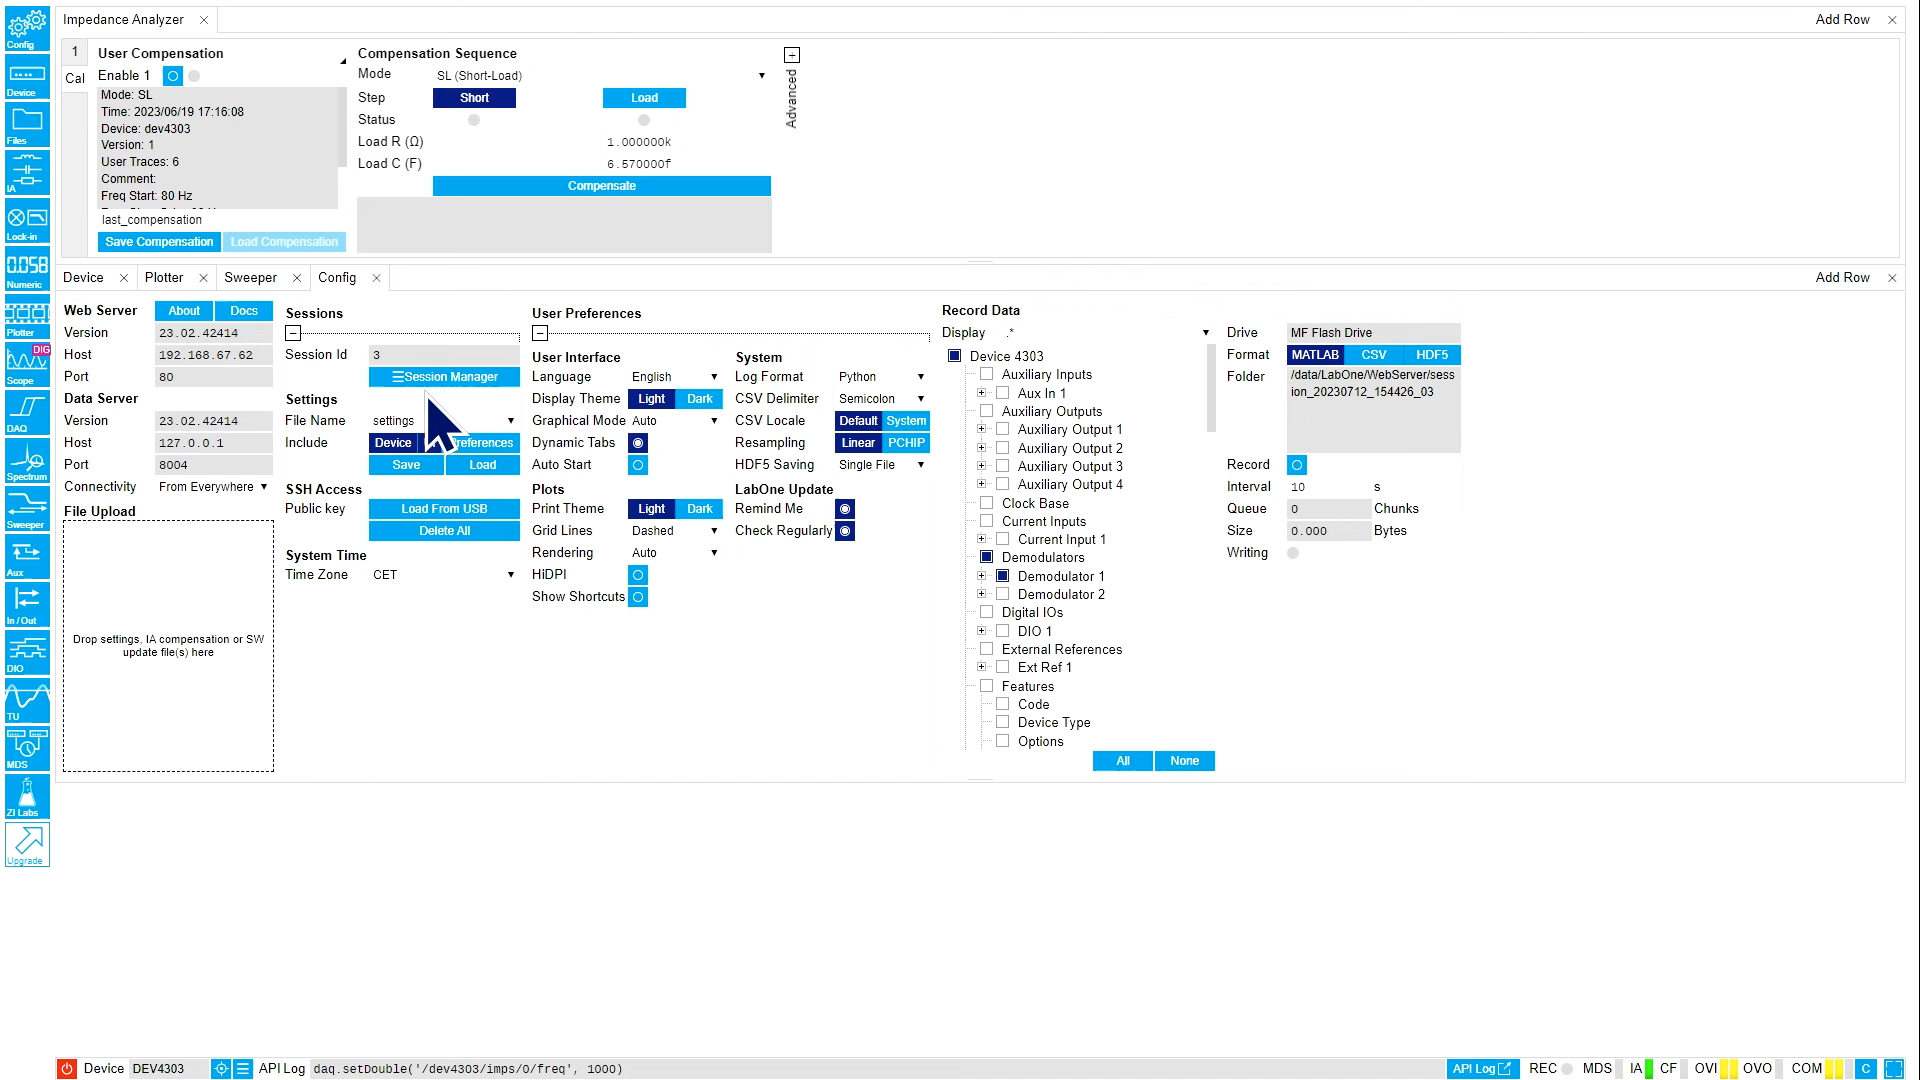 Impedance Analyzer
Add Row
1
Cal
User Compensation
Enable 1
Mode: SL
Time: 2023/06/19 17:16:08
Device: dev4303
Version: 1
User Traces: 6
Comment:
Freq Start: 80 Hz
last_compensation
Save Compensation
Load Compensation
Compensation Sequence
Mode SL (Short-Load)
Step Short Load
Status
Load R (Ω) 1.000000k
Load C (F) 6.570000f
Compensate
Advanced
Device Plotter Sweeper Config
Add Row
Web Server About Docs
Version 23.02.42414
Host 192.168.67.62
Port 80
Data Server
Version 23.02.42414
Host 127.0.0.1
Port 8004
Connectivity From Everywhere
File Upload
Drop settings, IA compensation or SW
update file(s) here
Sessions
Session Id 3
Session Manager
Settings
File Name settings
Include Device
Save Load
SSH Access
Public key Load From USB
Delete All
System Time
Time Zone CET
User Preferences
User Interface
Language English
Display Theme Light Dark
Graphical Mode Auto
Dynamic Tabs
Auto Start
Plots
Print Theme Light Dark
Grid Lines Dashed
Rendering Auto
HiDPI
Show Shortcuts
System
Log Format Python
CSV Delimiter Semicolon
CSV Locale Default System
Resampling Linear PCHIP
HDF5 Saving Single File
LabOne Update
Remind Me
Check Regularly
Record Data
Display .*
Device 4303
Auxiliary Inputs
Aux In 1
Auxiliary Outputs
Auxiliary Output 1
Auxiliary Output 2
Auxiliary Output 3
Auxiliary Output 4
Clock Base
Current Inputs
Current Input 1
Demodulators
Demodulator 1
Demodulator 2
Digital IOs
DIO 1
External References
Ext Ref 1
Features
Code
Device Type
Options
All None
Drive MF Flash Drive
Format MATLAB CSV HDF5
Folder /data/LabOne/WebServer/sess
ion_20230712_154426_03
Record
Interval 10 s
Queue 0 Chunks
Size 0.000 Bytes
Writing
Config
Device
Files
IA
Lock-in
0.058
Numeric
Plotter
DIG
Scope
DAQ
Spectrum
Sweeper
Aux
In / Out
DIO
TU
MDS
ZI Labs
Upgrade
Device DEV4303 API Log daq.setDouble('/dev4303/imps/0/freq', 1000) API Log REC MDS IA CF OVI OVO COM C